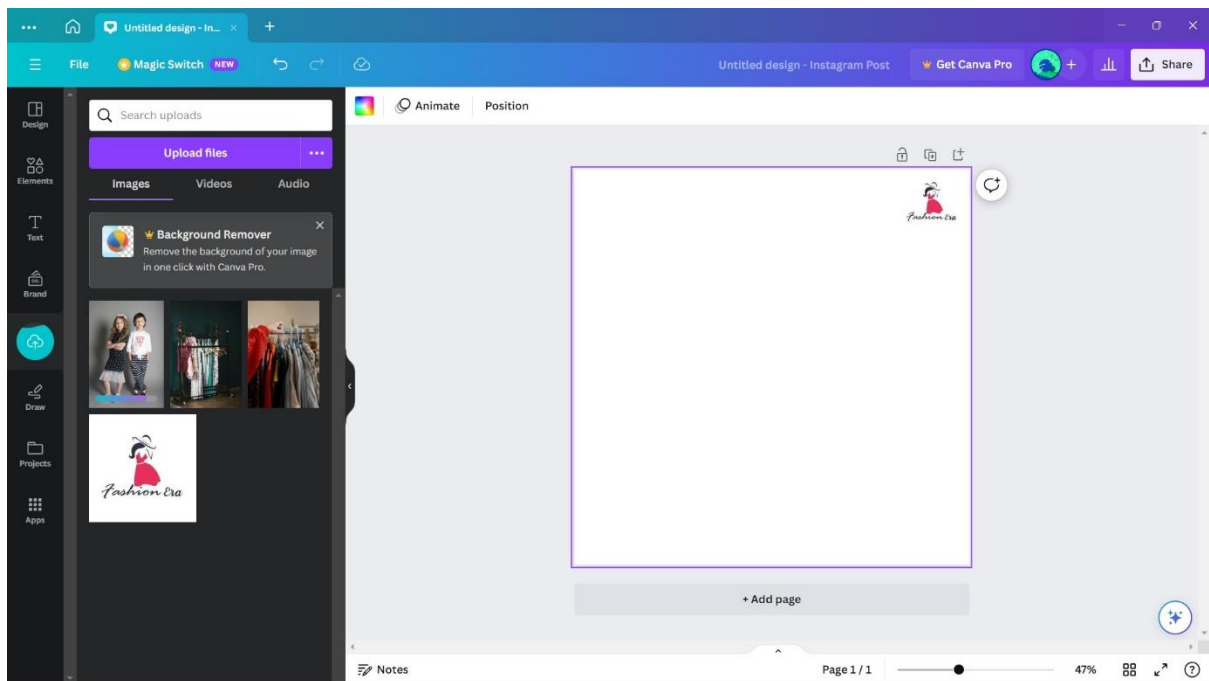 Untitled design - In...
File
Magic Switch NEW
Untitled design - Instagram Post
Get Canva Pro
Share
Design
Elements
Text
Brand
Draw
Projects
Apps
Search uploads
Upload files
Images Videos Audio
Background Remover
Remove the background of your image
in one click with Canva Pro.
Fashion Era
Animate Position
Fashion Era
+ Add page
Notes
Page 1 / 1
47%